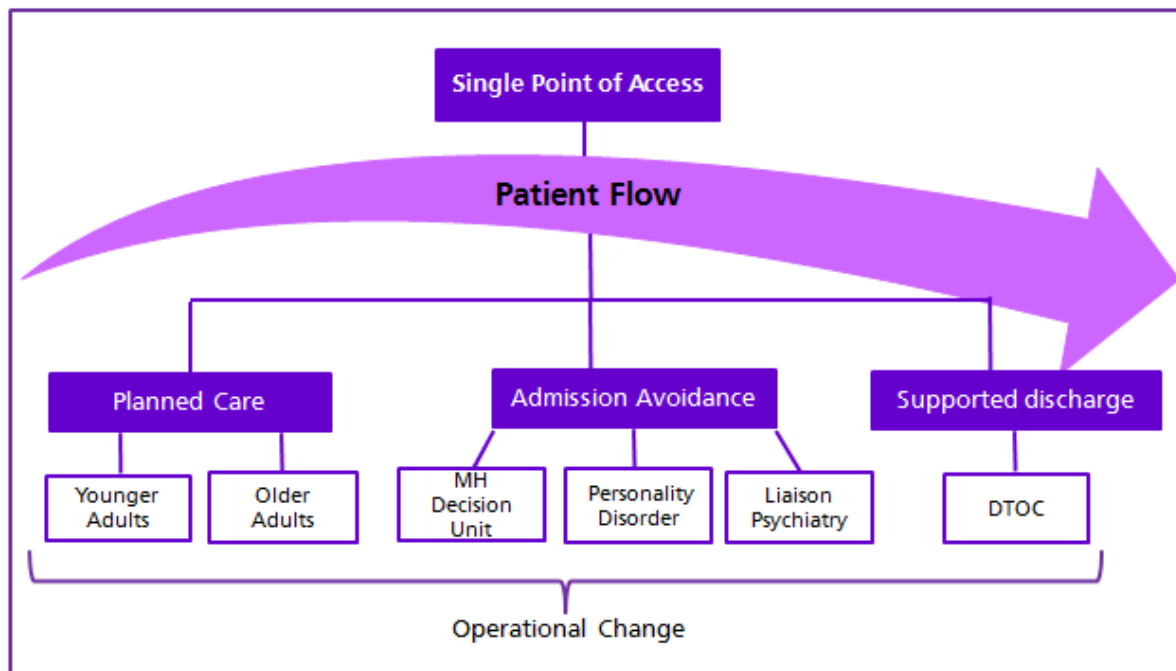 Single Point of Access
Patient Flow
Planned Care
Admission Avoidance
Supported discharge
Younger
Adults
Older
Adults
MH
Decision
Unit
Personality
Disorder
Liaison
Psychiatry
DTOC
Operational Change